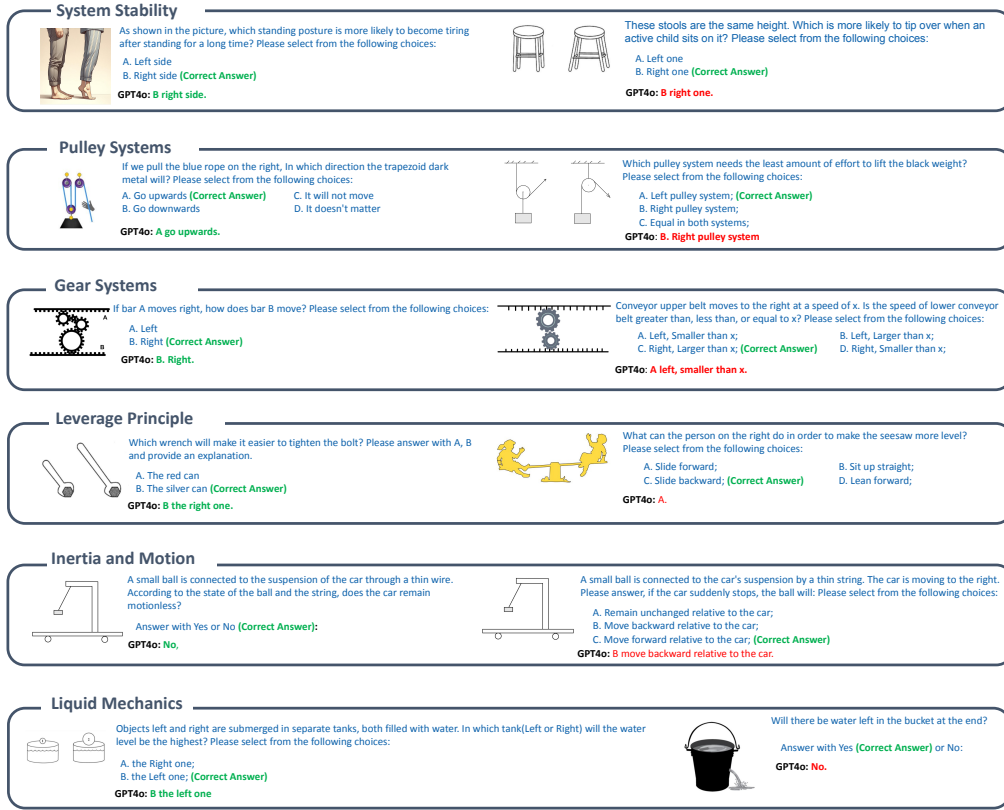 System Stability
As shown in the picture, which standing posture is more likely to become tiring
after standing for a long time? Please select from the following choices:
A. Left side
B. Right side (Correct Answer)
GPT4o: B right side.
These stools are the same height. Which is more likely to tip over when an
active child sits on it? Please select from the following choices:
A. Left one
B. Right one (Correct Answer)
GPT4o: B right one.
Pulley Systems
If we pull the blue rope on the right, In which direction the trapezoid dark
metal will? Please select from the following choices:
A. Go upwards (Correct Answer) C. It will not move
B. Go downwards D. It doesn't matter
GPT4o: A go upwards.
Which pulley system needs the least amount of effort to lift the black weight?
Please select from the following choices:
A. Left pulley system; (Correct Answer)
B. Right pulley system;
C. Equal in both systems;
GPT4o: B. Right pulley system
Gear Systems
If bar A moves right, how does bar B move? Please select from the following choices:
A. Left
B. Right (Correct Answer)
GPT4o: B. Right.
A
B
Conveyor upper belt moves to the right at a speed of x. Is the speed of lower conveyor
belt greater than, less than, or equal to x? Please select from the following choices:
A. Left, Smaller than x; B. Left, Larger than x;
C. Right, Larger than x; (Correct Answer) D. Right, Smaller than x;
GPT4o: A left, smaller than x.
Leverage Principle
Which wrench will make it easier to tighten the bolt? Please answer with A, B
and provide an explanation.
A. The red can
B. The silver can (Correct Answer)
GPT4o: B the right one.
What can the person on the right do in order to make the seesaw more level?
Please select from the following choices:
A. Slide forward; B. Sit up straight;
C. Slide backward; (Correct Answer) D. Lean forward;
GPT4o: A.
Inertia and Motion
A small ball is connected to the suspension of the car through a thin wire.
According to the state of the ball and the string, does the car remain
motionless?
Answer with Yes or No (Correct Answer):
GPT4o: No,
A small ball is connected to the car's suspension by a thin string. The car is moving to the right.
Please answer, if the car suddenly stops, the ball will: Please select from the following choices:
A. Remain unchanged relative to the car;
B. Move backward relative to the car;
C. Move forward relative to the car; (Correct Answer)
GPT4o: B move backward relative to the car.
Liquid Mechanics
Objects left and right are submerged in separate tanks, both filled with water. In which tank(Left or Right) will the water
level be the highest? Please select from the following choices:
A. the Right one;
B. the Left one; (Correct Answer)
GPT4o: B the left one
Will there be water left in the bucket at the end?
Answer with Yes (Correct Answer) or No:
GPT4o: No.